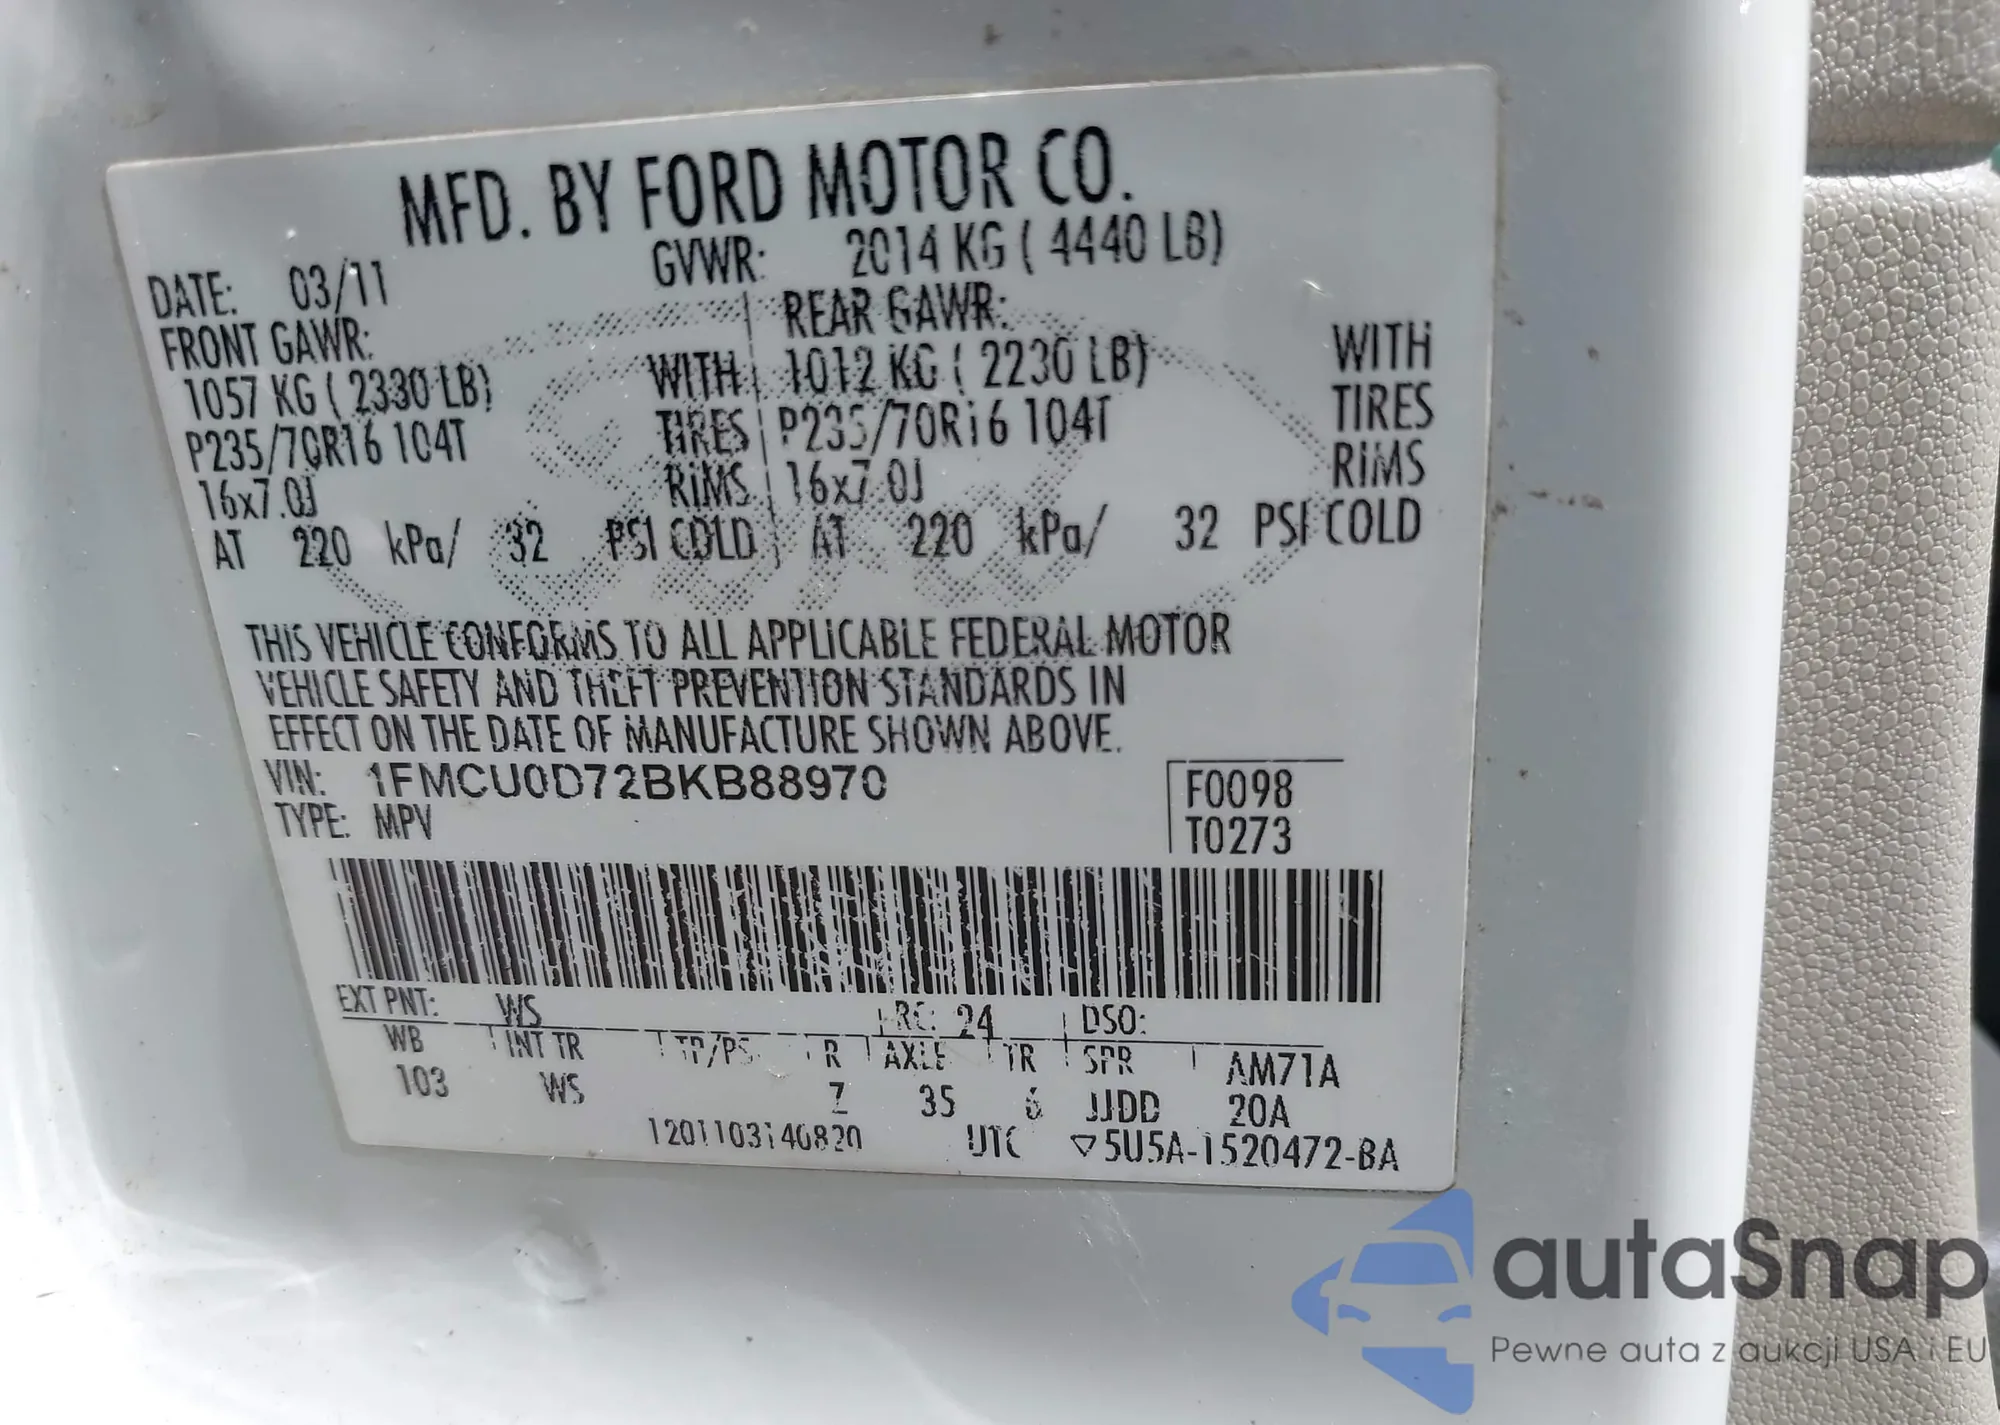 MFD. BY FORD MOTOR CO.
DATE: 03/11 GVWR: 2014 KG ( 4440 LB)
FRONT GAWR: REAR GAWR:
1057 KG ( 2330 LB) WITH 1012 KG ( 2230 LB) WITH
P235/70R16 104T TIRES P235/70R16 104T TIRES
16x7.0J RIMS 16x7.0J RIMS
AT 220 kPa/ 32 PSI COLD AT 220 kPa/ 32 PSI COLD
THIS VEHICLE CONFORMS TO ALL APPLICABLE FEDERAL MOTOR
VEHICLE SAFETY AND THEFT PREVENTION STANDARDS IN
EFFECT ON THE DATE OF MANUFACTURE SHOWN ABOVE.
VIN: 1FMCU0D72BKB88970 F0098
TYPE: MPV T0273
EXT PNT: WS RC: 24 DSO:
WB INT TR TP/PS R AXLE TR SPR AM71A
103 WS Z 35 6 JJDD 20A
1201103140820 UTC ▽5U5A-1520472-BA
autaSnap
Pewne auta z aukcji USA i EU